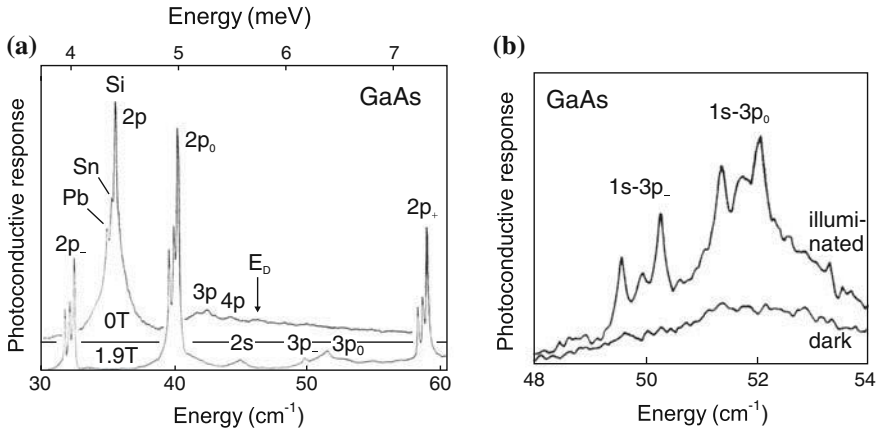 (a)
Energy (meV)
4 5 6 7
Photoconductive response
GaAs
Si
2p
Sn
Pb
2p₋
2p₀
2p₊
E_D
3p
4p
0T
1.9T
2s
3p₋
3p₀
30 40 50 60
Energy (cm⁻¹)
(b)
Photoconductive response
GaAs
1s-3p₀
1s-3p₋
illumi-
nated
dark
48 50 52 54
Energy (cm⁻¹)